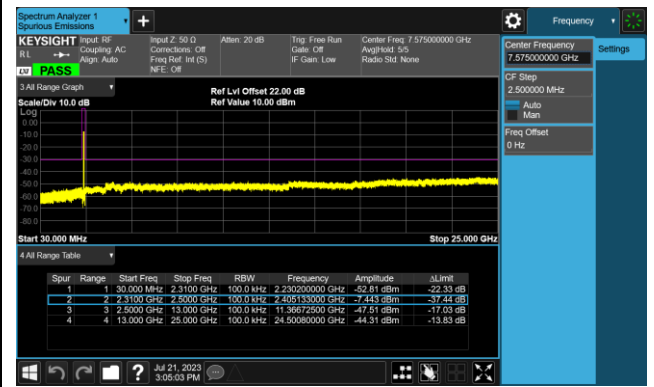 Spectrum Analyzer 1
Spurious Emissions
Frequency
KEYSIGHT Input: RF Input Z: 50 Ω Atten: 20 dB Trig: Free Run Center Freq: 7.575000000 GHz
R L Coupling: AC Corrections: Off Gate: Off Avg|Hold: 5/5
Align: Auto Freq Ref: Int (S) IF Gain: Low Radio Std: None
PASS NFE: Off
3 All Range Graph
Ref Lvl Offset 22.00 dB
Scale/Div 10.0 dB Ref Value 10.00 dBm
Log
0.00
-10.0
-20.0
-30.0
-40.0
-50.0
-60.0
-70.0
-80.0
Start 30.000 MHz Stop 25.000 GHz
4 All Range Table
Spur Range Start Freq Stop Freq RBW Frequency Amplitude ΔLimit
1 1 30.000 MHz 2.3100 GHz 100.0 kHz 2.230200000 GHz -52.81 dBm -22.33 dB
2 2 2.3100 GHz 2.5000 GHz 100.0 kHz 2.405133000 GHz -7.443 dBm -37.44 dB
3 3 2.5000 GHz 13.000 GHz 100.0 kHz 11.36672500 GHz -47.51 dBm -17.03 dB
4 4 13.000 GHz 25.000 GHz 100.0 kHz 24.50080000 GHz -44.31 dBm -13.83 dB
Jul 21, 2023
3:05:03 PM
Center Frequency
7.575000000 GHz
Settings
CF Step
2.500000 MHz
Auto
Man
Freq Offset
0 Hz